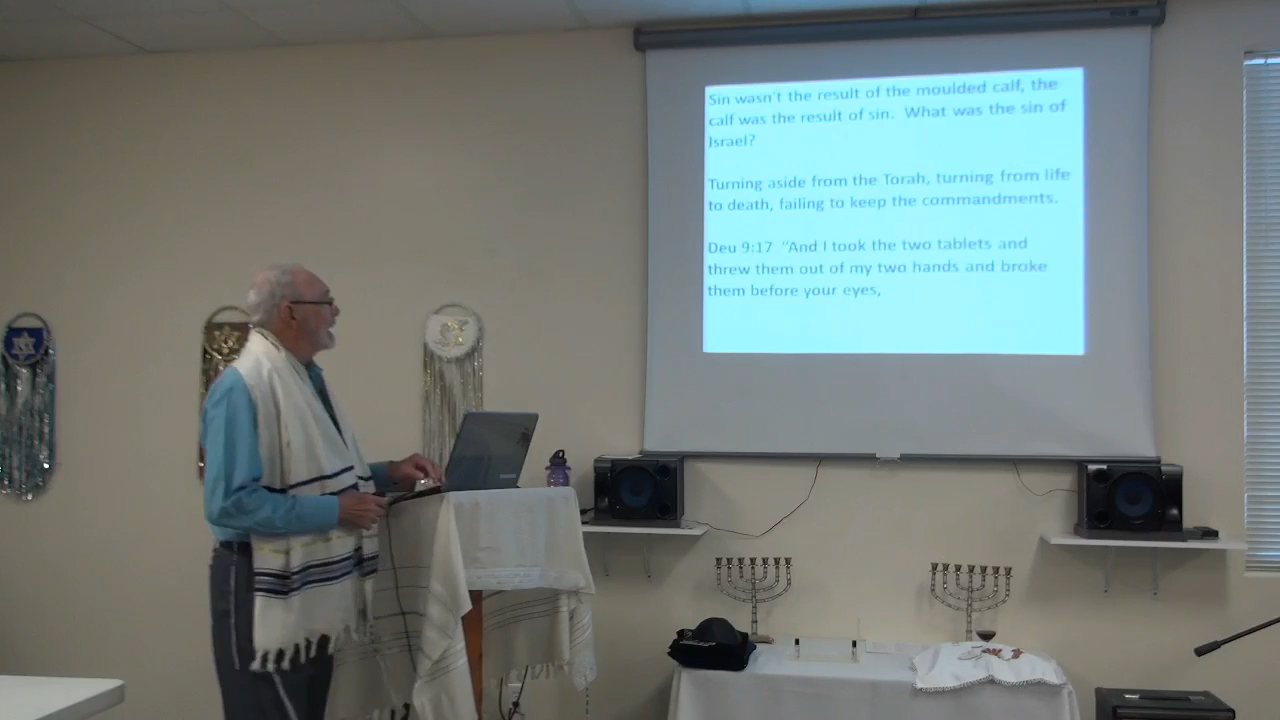 Sin wasn't the result of the moulded calf, the
calf was the result of sin.  What was the sin of
Israel?
Turning aside from the Torah, turning from life
to death, failing to keep the commandments.
Deu 9:17  "And I took the two tablets and
threw them out of my two hands and broke
them before your eyes,